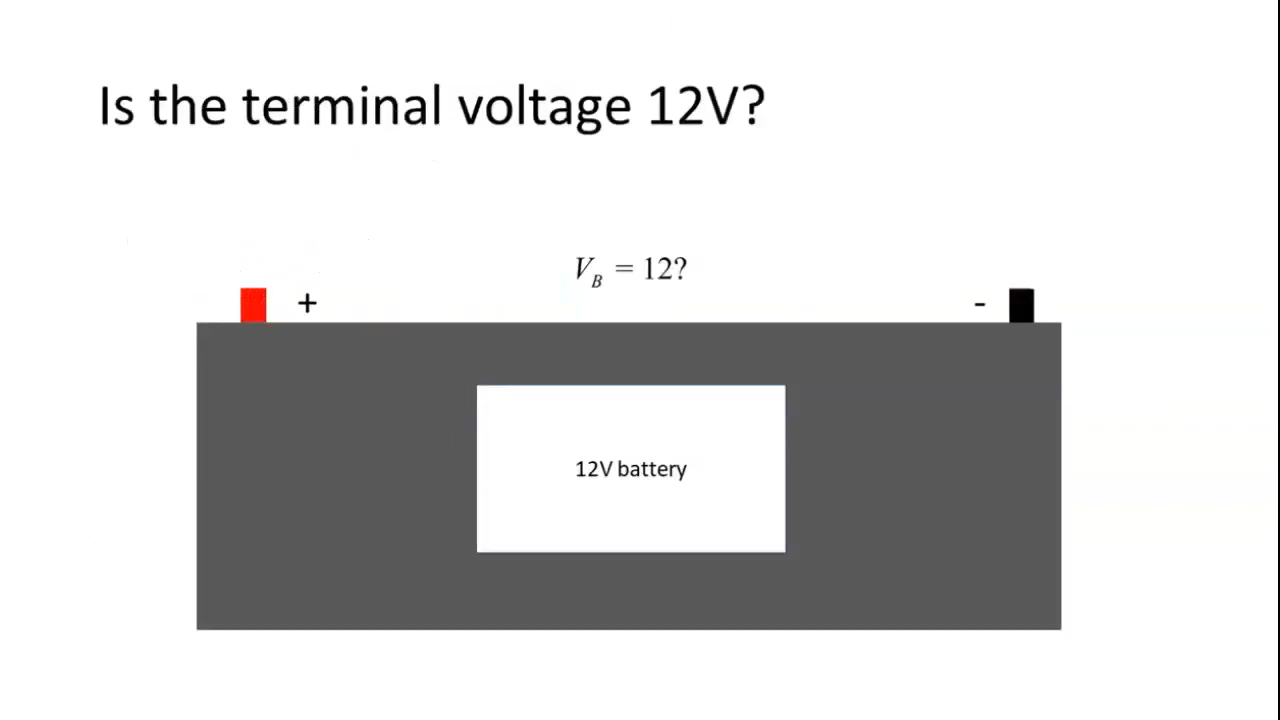 Is the terminal voltage 12V?
V_B = 12?
+ -
12V battery